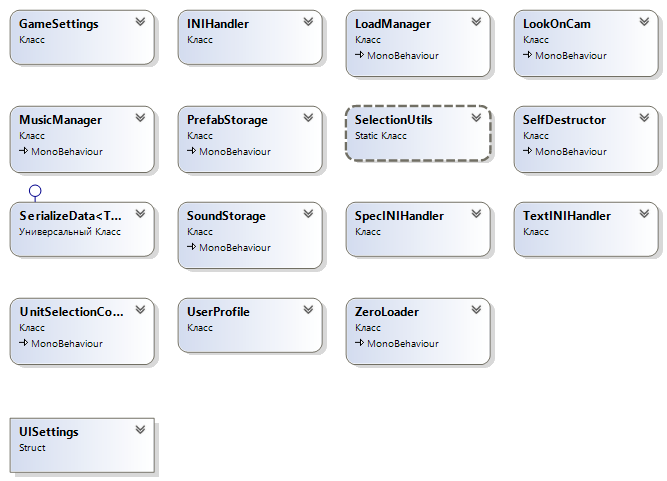 GameSettings
Класс
INIHandler
Класс
LoadManager
Класс
MonoBehaviour
LookOnCam
Класс
MonoBehaviour
MusicManager
Класс
MonoBehaviour
PrefabStorage
Класс
MonoBehaviour
SelectionUtils
Static Класс
SelfDestructor
Класс
MonoBehaviour
SerializeData<T...
Универсальный Класс
SoundStorage
Класс
MonoBehaviour
SpecINIHandler
Класс
TextINIHandler
Класс
UnitSelectionCo...
Класс
MonoBehaviour
UserProfile
Класс
ZeroLoader
Класс
MonoBehaviour
UISettings
Struct